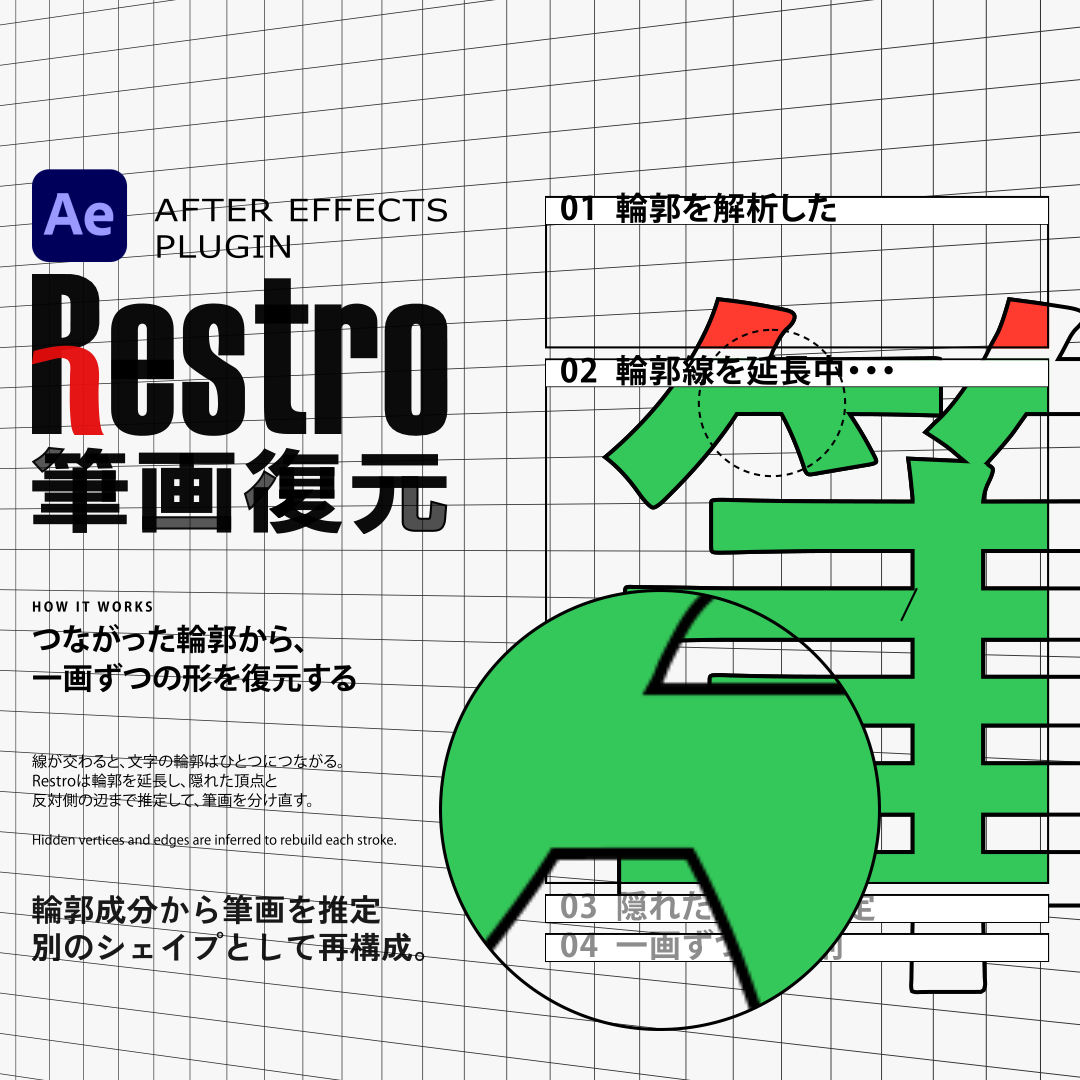 Ae
AFTER EFFECTS
PLUGIN
Restro
筆画復元
HOW IT WORKS
つながった輪郭から、
一画ずつの形を復元する
線が交わると、文字の輪郭はひとつにつながる。
Restroは輪郭を延長し、隠れた頂点と
反対側の辺まで推定して、筆画を分け直す。
Hidden vertices and edges are inferred to rebuild each stroke.
輪郭成分から筆画を推定
別のシェイプとして再構成。
01 輪郭を解析した
02 輪郭線を延長中・・・
03 隠れた
04 一画ず